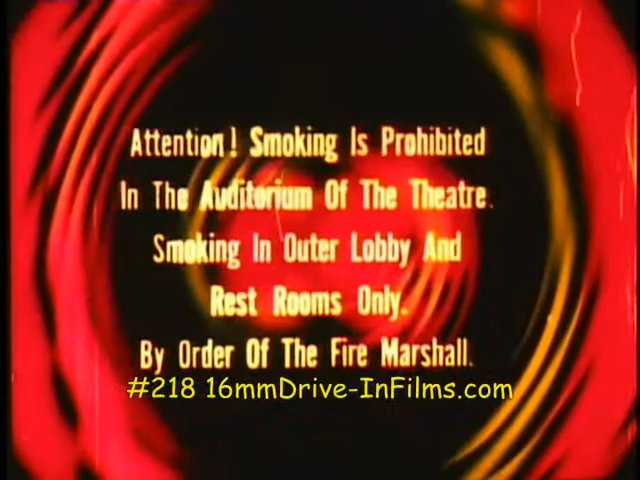 Attention! Smoking Is Prohibited
In The Auditorium Of The Theatre.
Smoking In Outer Lobby And
Rest Rooms Only.
By Order Of The Fire Marshall.
#218 16mmDrive-InFilms.com